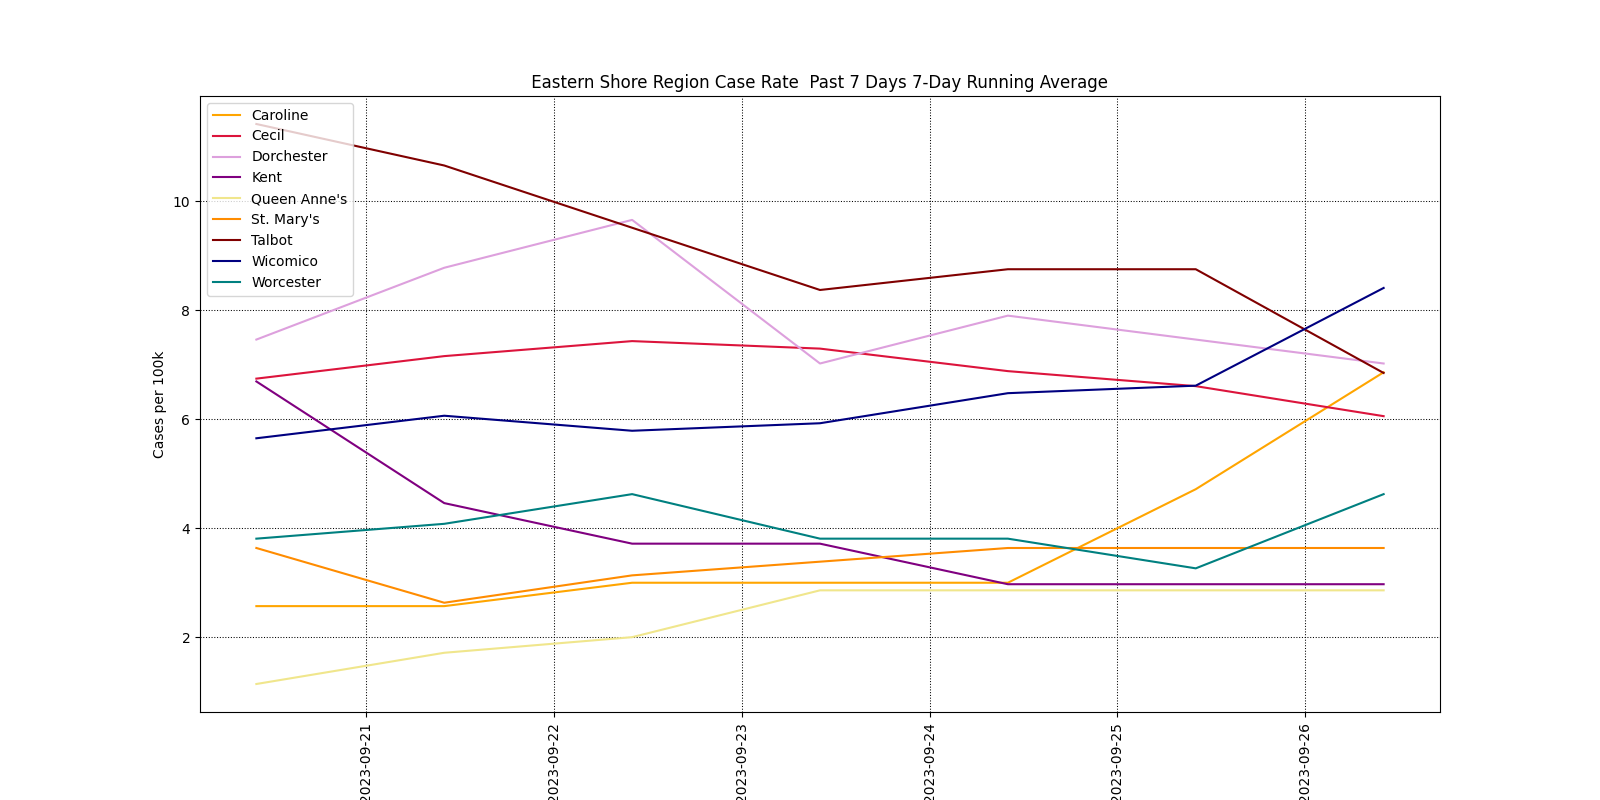 Eastern Shore Region Case Rate  Past 7 Days 7-Day Running Average
Caroline
Cecil
Dorchester
Kent
Queen Anne's
St. Mary's
Talbot
Wicomico
Worcester
Cases per 100k
10
8
6
4
2
2023-09-21
2023-09-22
2023-09-23
2023-09-24
2023-09-25
2023-09-26